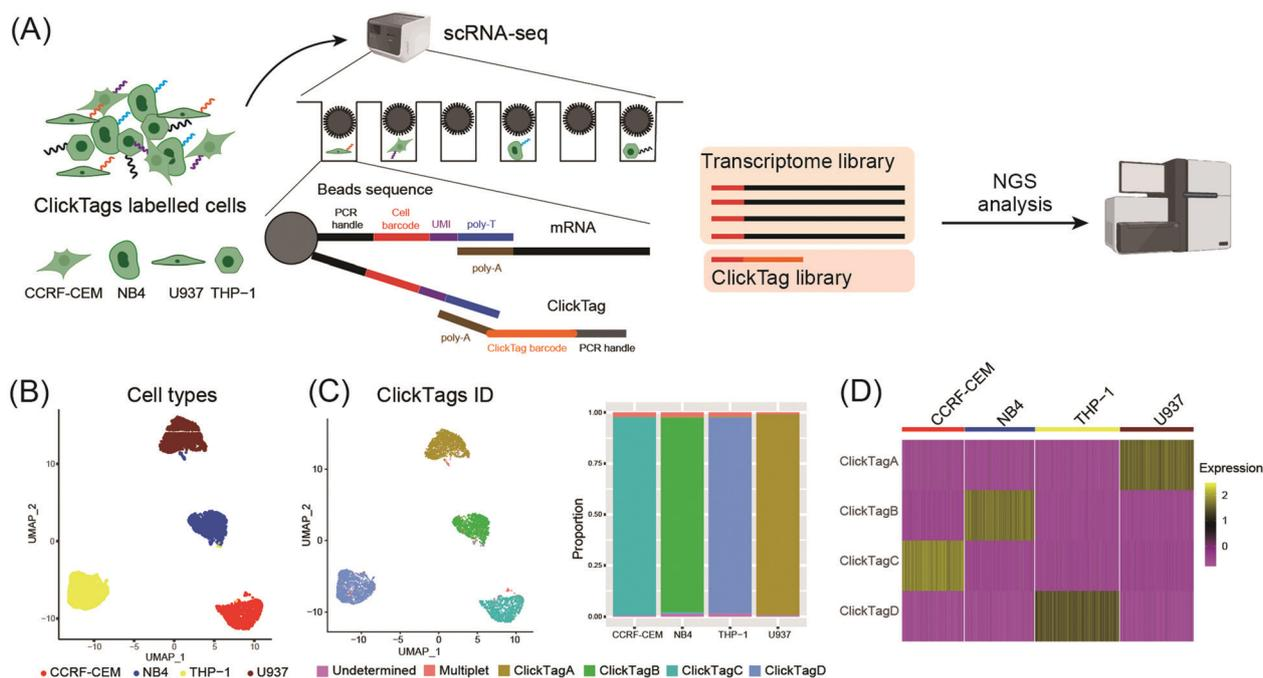 (A)
scRNA-seq
ClickTags labelled cells
CCRF-CEM NB4 U937 THP−1
Beads sequence
PCR
handle
Cell
barcode
UMI
poly-T
mRNA
poly-A
ClickTag
poly-A
ClickTag barcode
PCR handle
Transcriptome library
ClickTag library
NGS
analysis
(B)
Cell types
UMAP_2
10
0
−10
−10 −5 0 5 10
UMAP_1
CCRF-CEM NB4 THP−1 U937
(C)
ClickTags ID
UMAP_2
10
0
−10
−10 −5 0 5 10
UMAP_1
Proportion
1.00
0.75
0.50
0.25
0.00
CCRF-CEM NB4 THP−1 U937
Undetermined Multiplet ClickTagA ClickTagB ClickTagC ClickTagD
(D)
CCRF-CEM NB4 THP−1 U937
ClickTagA
ClickTagB
ClickTagC
ClickTagD
Expression
2
1
0